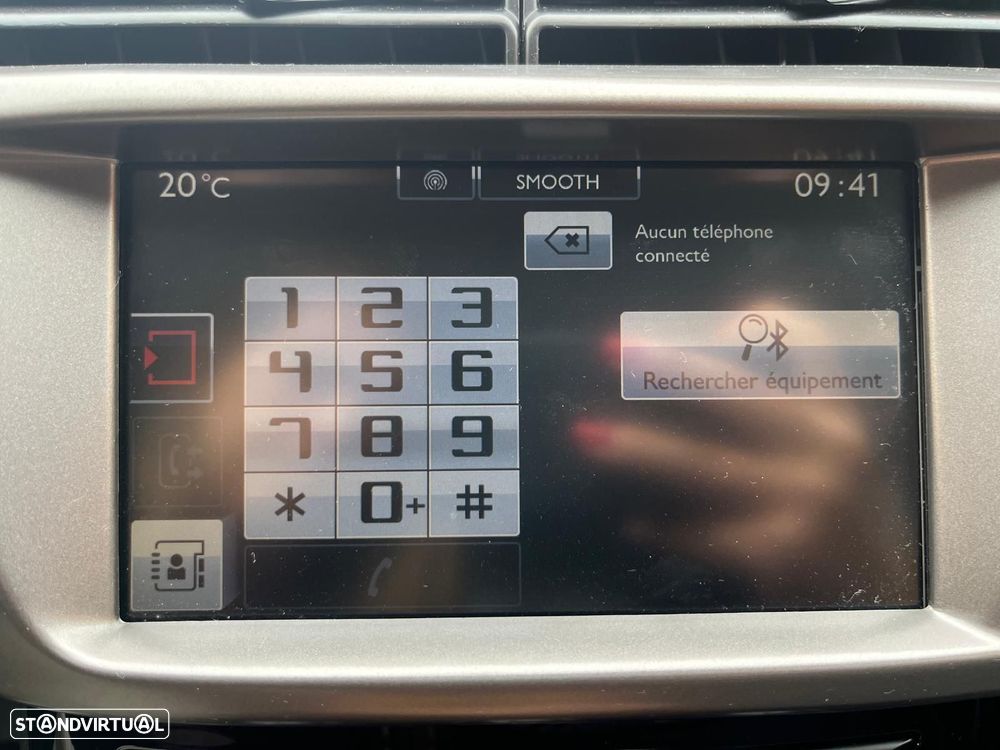 20°C
SMOOTH
09:41
Aucun téléphone
connecté
1 2 3
4 5 6
7 8 9
* 0+ #
Rechercher équipement
STANDVIRTUAL